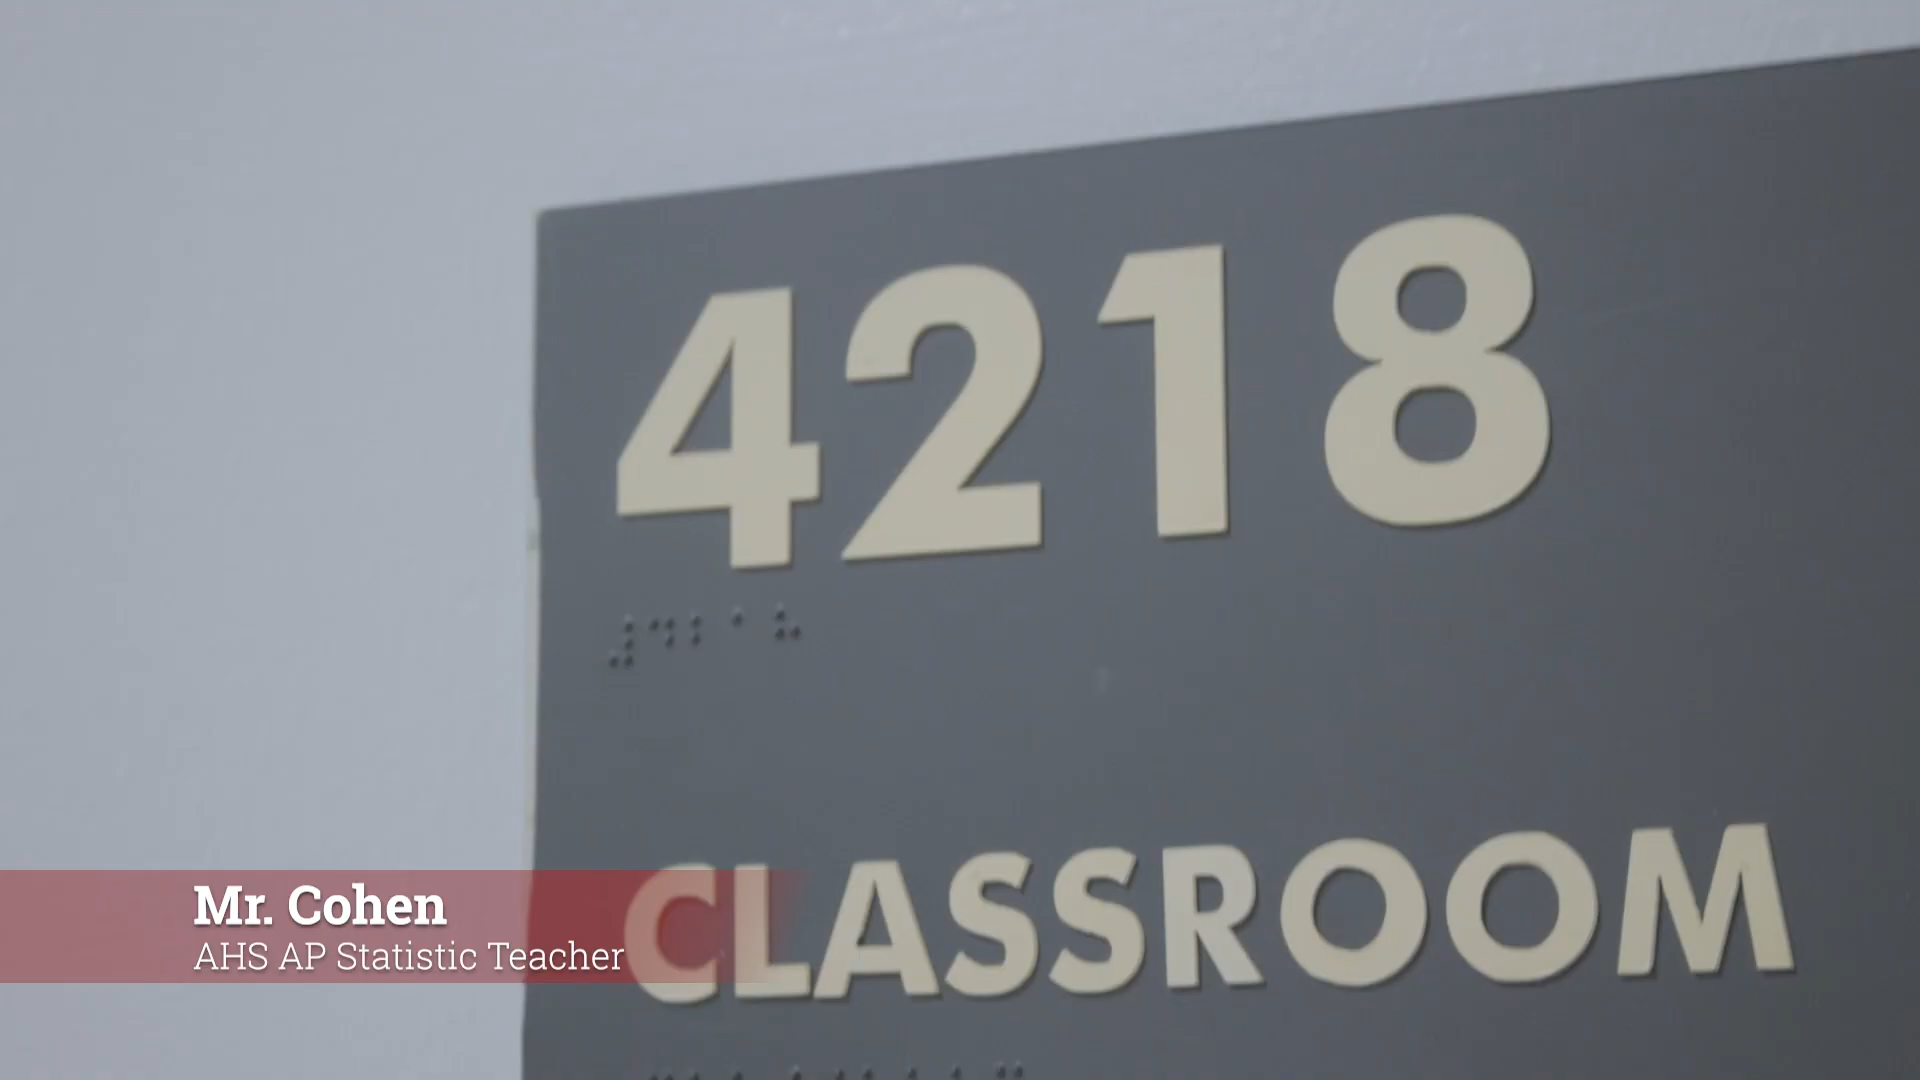 4218
⠼⠙⠃⠁⠓
CLASSROOM
Mr. Cohen
AHS AP Statistic Teacher